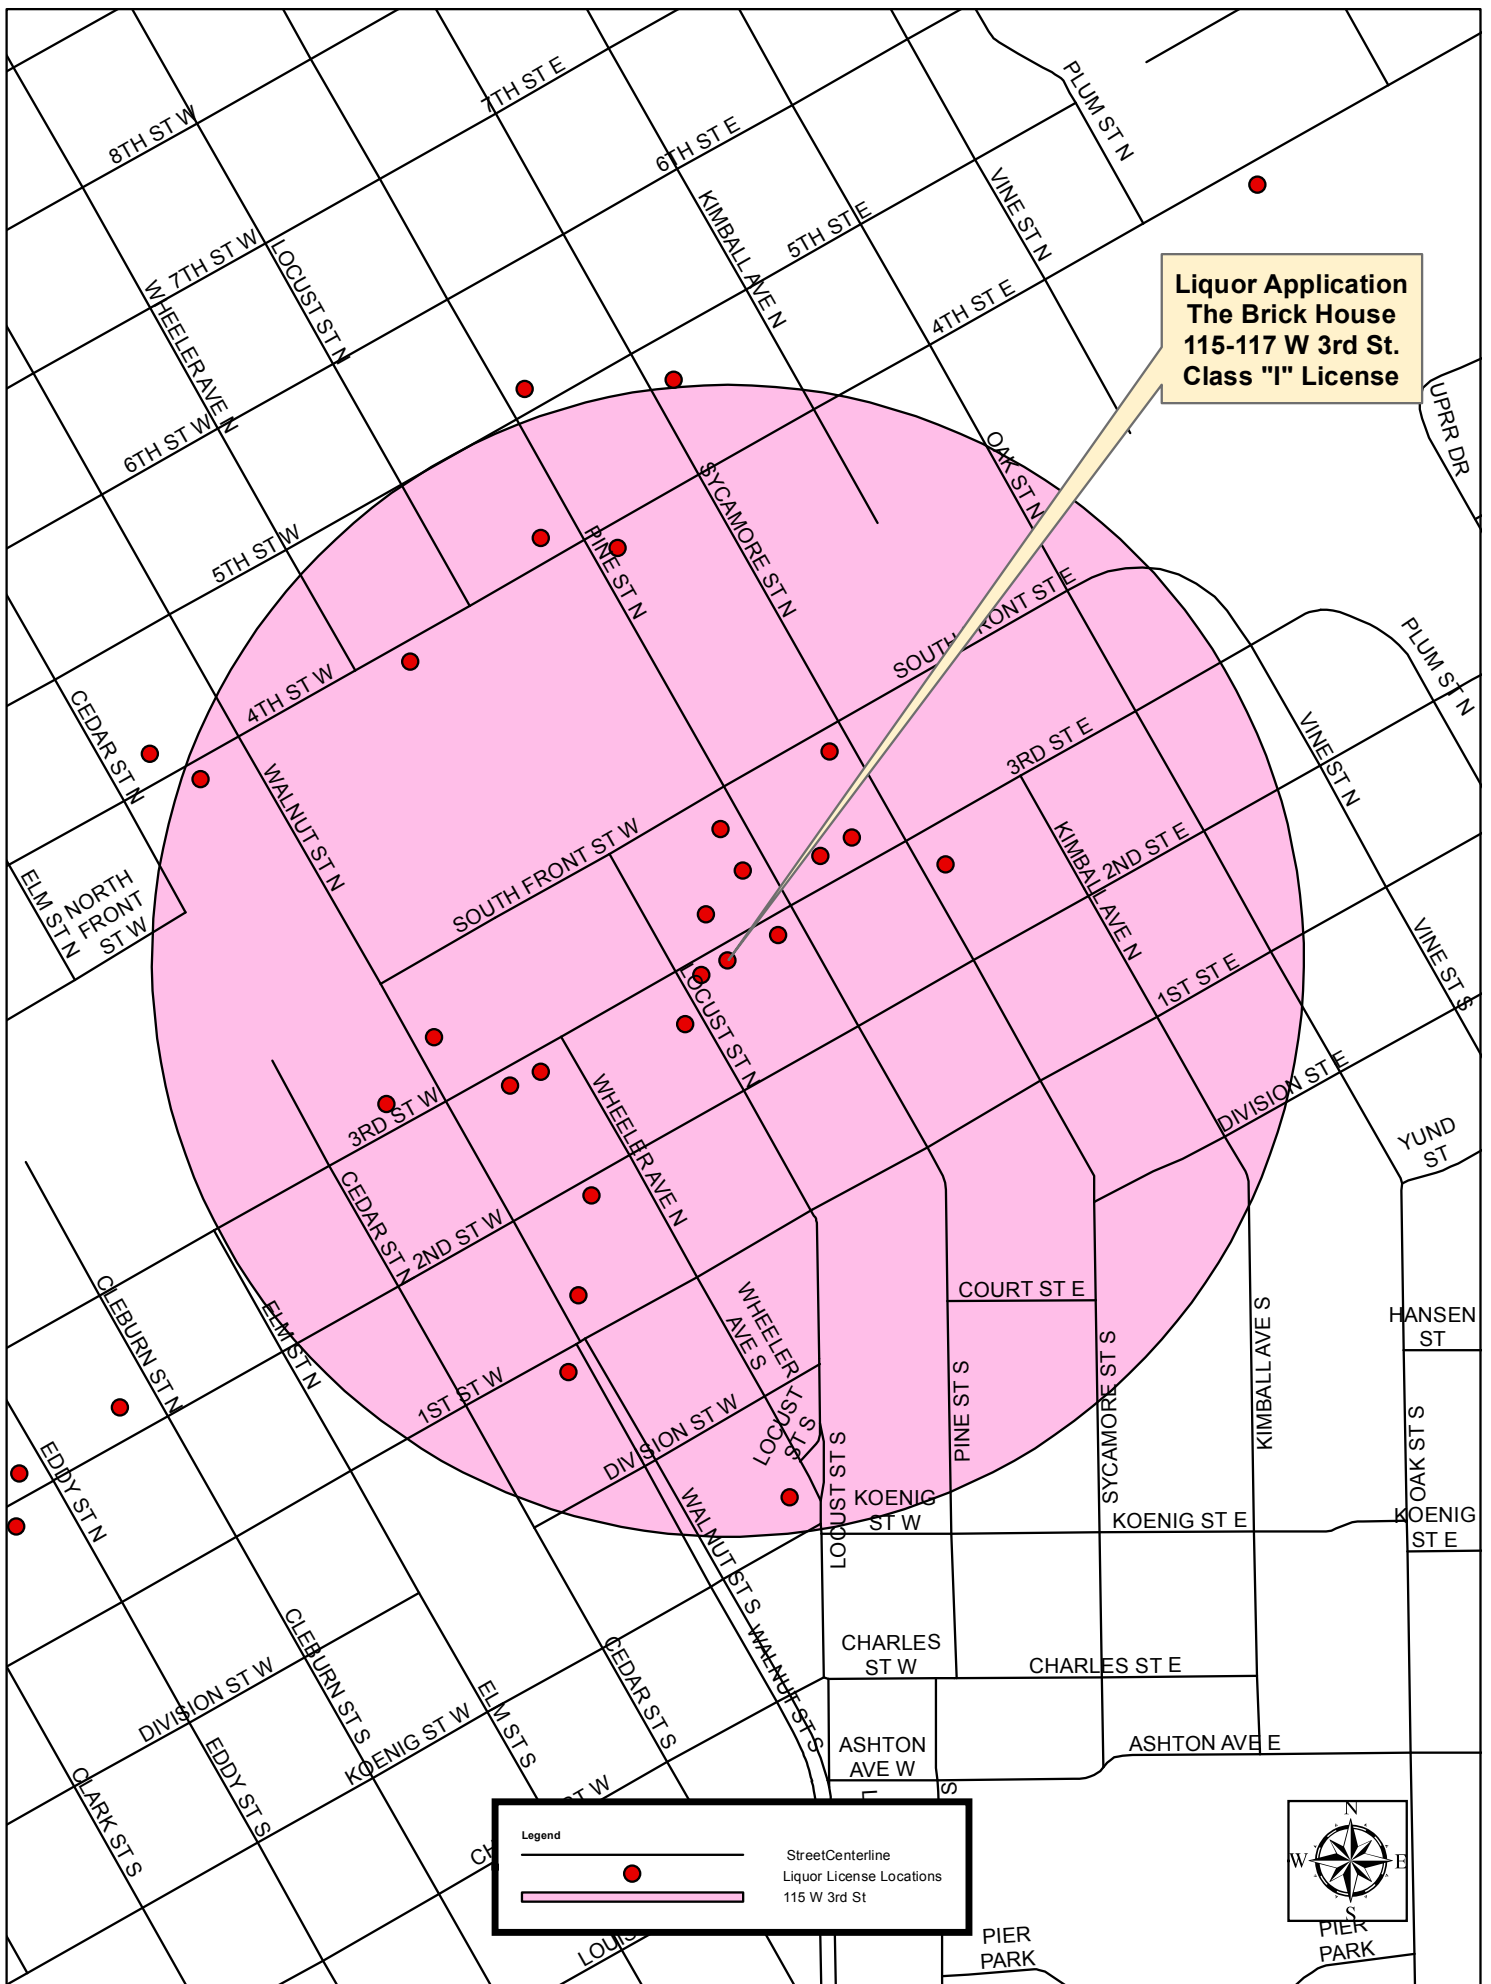 7TH ST E
8TH ST W
6TH ST E
PLUM ST N
VINE ST N
KIMBALL AVE N
5TH ST E
7TH ST W
LOCUST ST N
WHEELER AVE N
4TH ST E
Liquor Application
The Brick House
115-117 W 3rd St.
Class "I" License
UPRR DR
6TH ST W
OAK ST N
SYCAMORE ST N
5TH ST W
PINE ST N
SOUTH FRONT ST E
PLUM ST N
4TH ST W
CEDAR ST N
3RD ST E
VINE ST N
WALNUT ST N
SOUTH FRONT ST W
KIMBALL AVE N
2ND ST E
ELM ST N
NORTH
FRONT
ST W
VINE ST S
1ST ST E
LOCUST ST N
3RD ST W
WHEELER AVE N
DIVISION ST E
YUND
ST
CEDAR ST N
2ND ST W
COURT ST E
WHEELER
AVE S
CLEBURN ST N
ELM ST N
HANSEN
ST
KIMBALL AVE S
SYCAMORE ST S
PINE ST S
1ST ST W
LOCUST
ST S
DIVISION ST W
LOCUST ST S
OAK ST S
EDDY ST N
WALNUT ST S
KOENIG
ST W
KOENIG ST E
KOENIG
ST E
CLEBURN ST S
CEDAR ST S
WALNUT ST S
CHARLES
ST W
CHARLES ST E
DIVISION ST W
ELM ST S
KOENIG ST W
EDDY ST S
CLARK ST S
ASHTON
AVE W
ASHTON AVE E
ST W
CH
L
S
Legend
StreetCenterline
Liquor License Locations
115 W 3rd St
N
W E
S
LOUIS
PIER
PARK
PIER
PARK